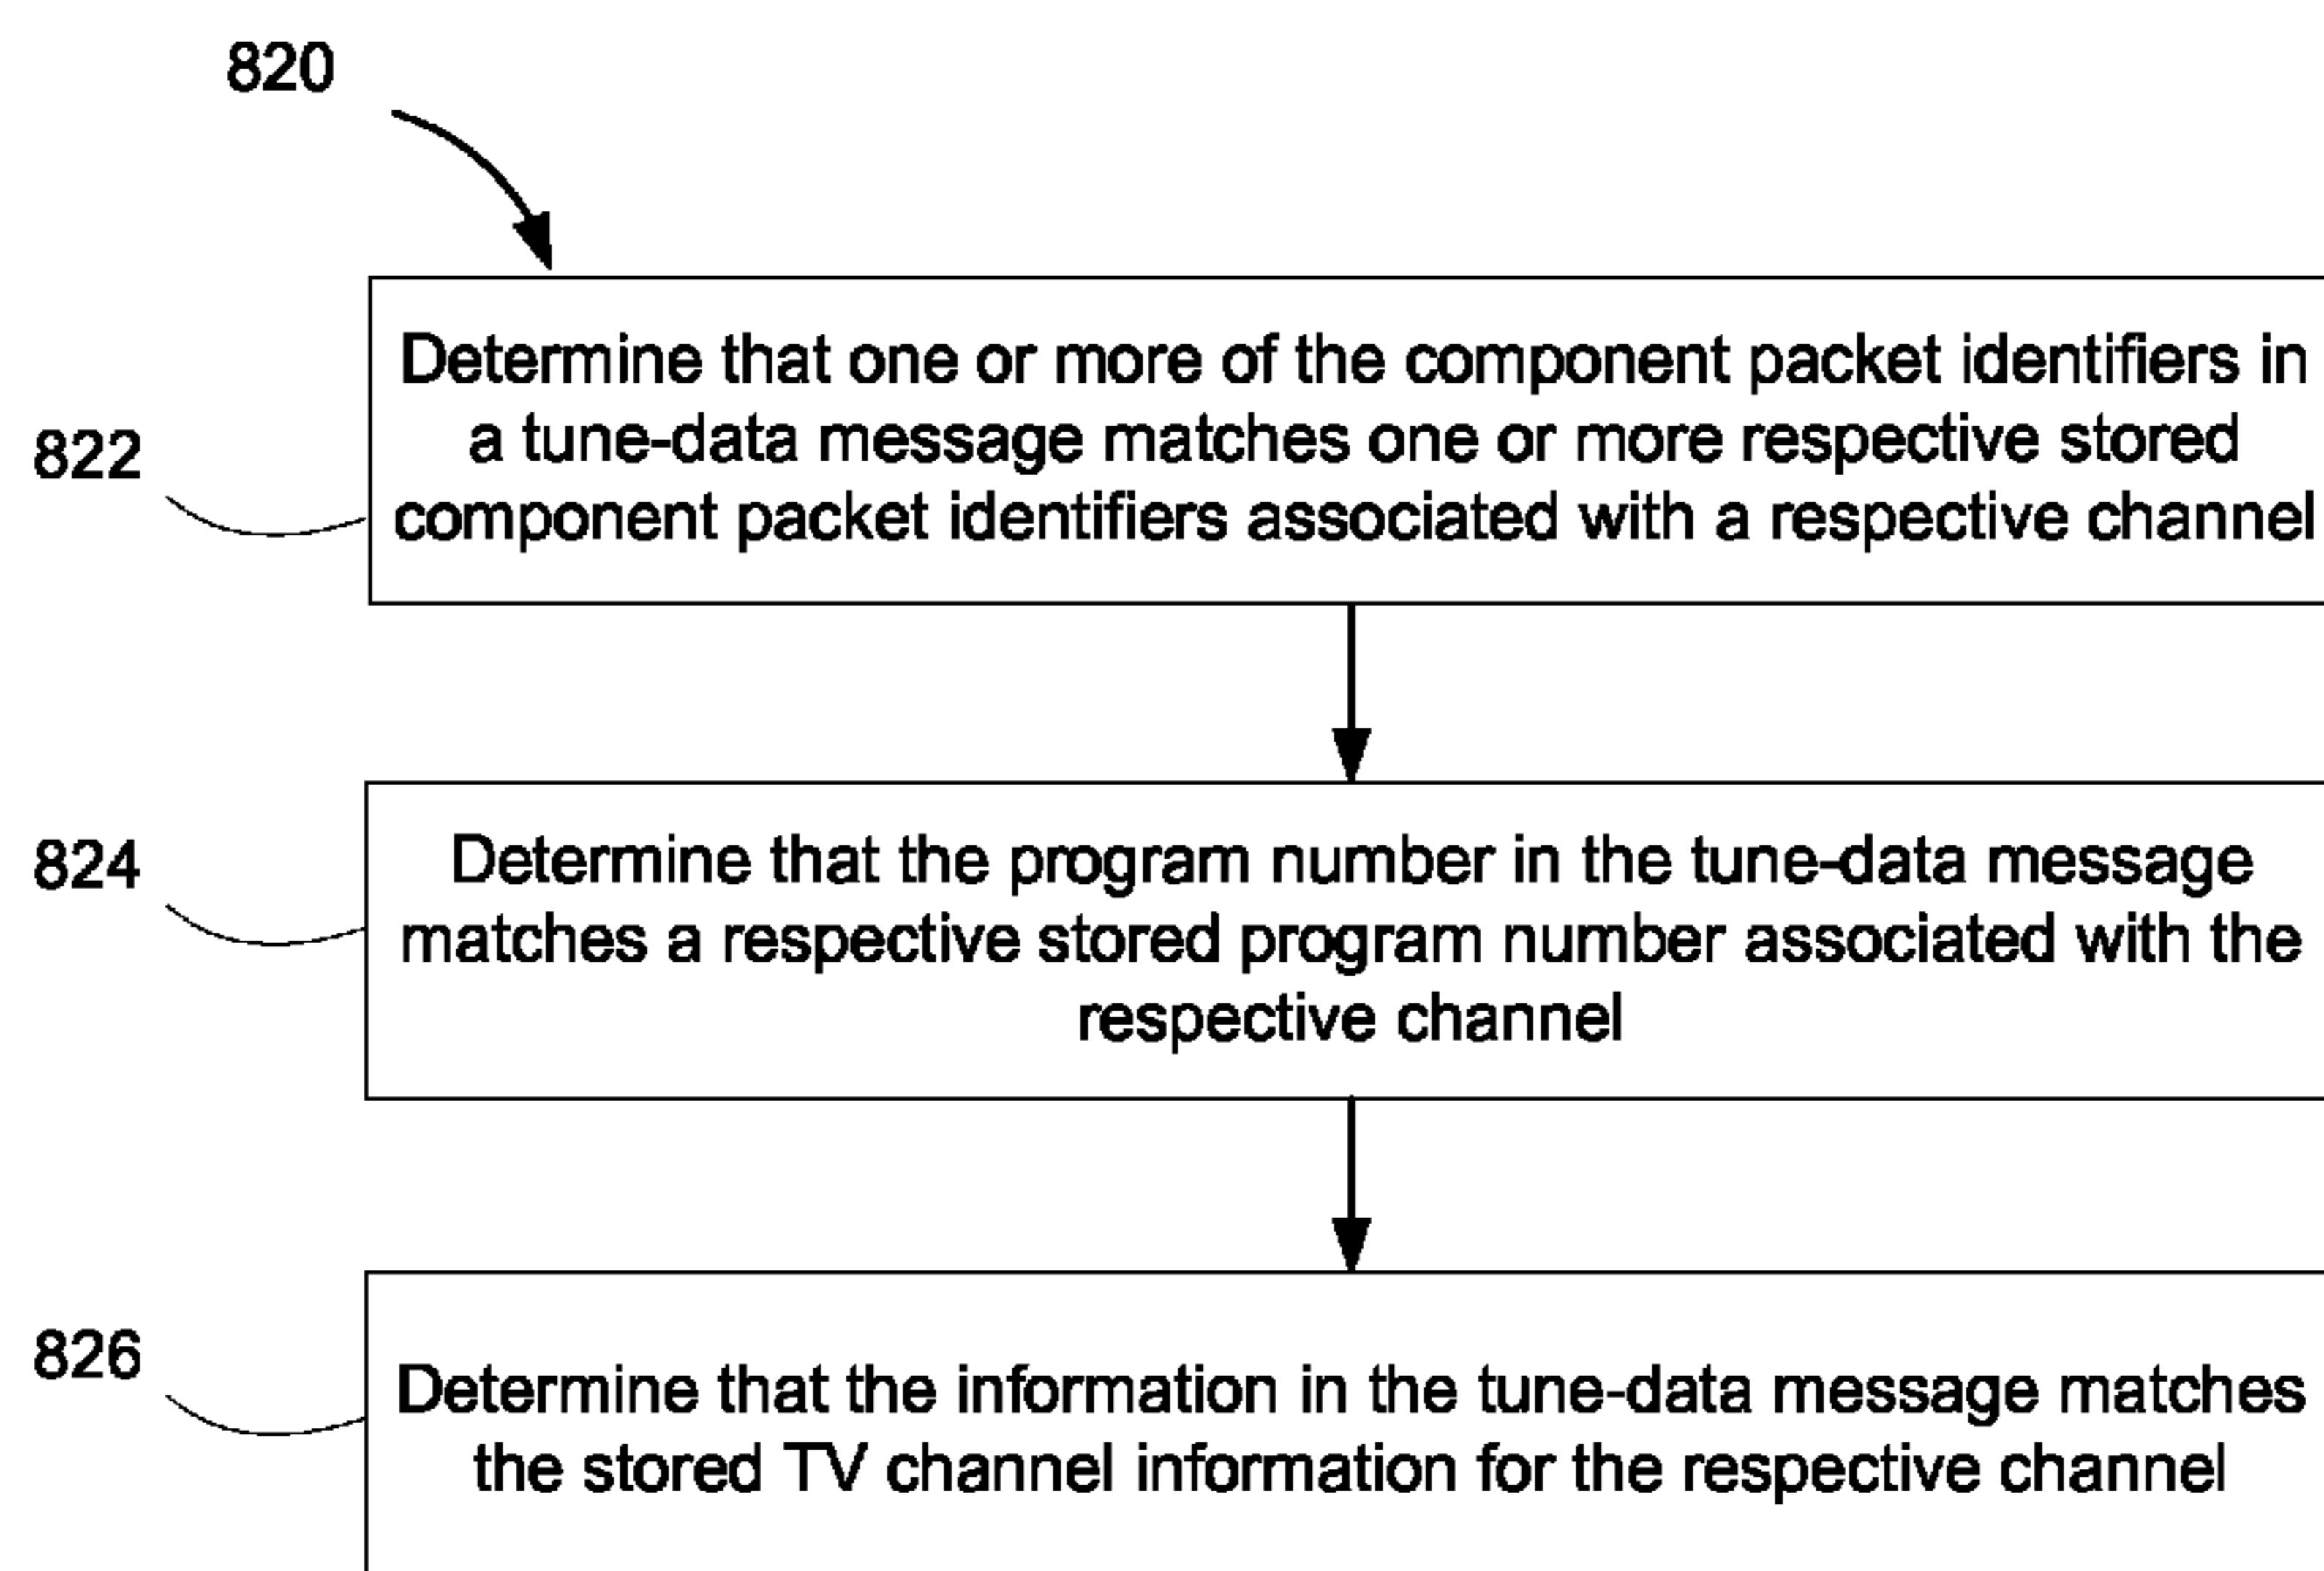 820
822
Determine that one or more of the component packet identifiers in
a tune-data message matches one or more respective stored
component packet identifiers associated with a respective channel
824
Determine that the program number in the tune-data message
matches a respective stored program number associated with the
respective channel
826
Determine that the information in the tune-data message matches
the stored TV channel information for the respective channel